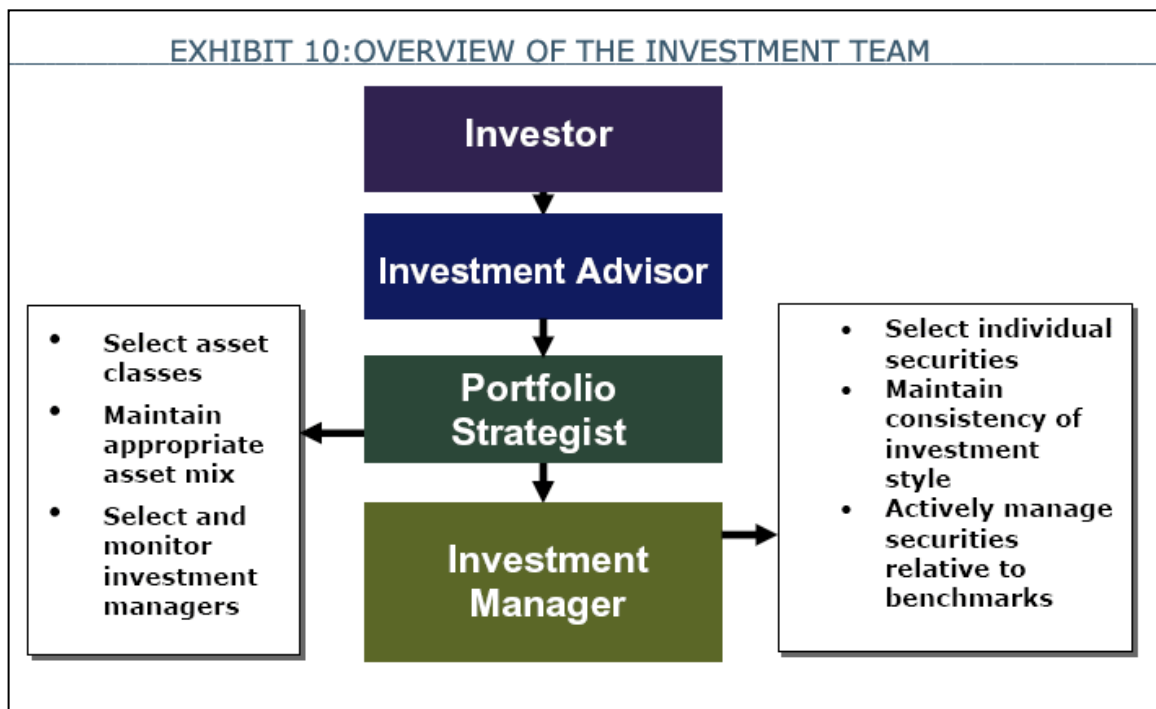 EXHIBIT 10:OVERVIEW OF THE INVESTMENT TEAM
Investor
Investment Advisor
Portfolio
Strategist
Investment
Manager
• Select asset
classes
• Maintain
appropriate
asset mix
• Select and
monitor
investment
managers
• Select individual
securities
• Maintain
consistency of
investment
style
• Actively manage
securities
relative to
benchmarks